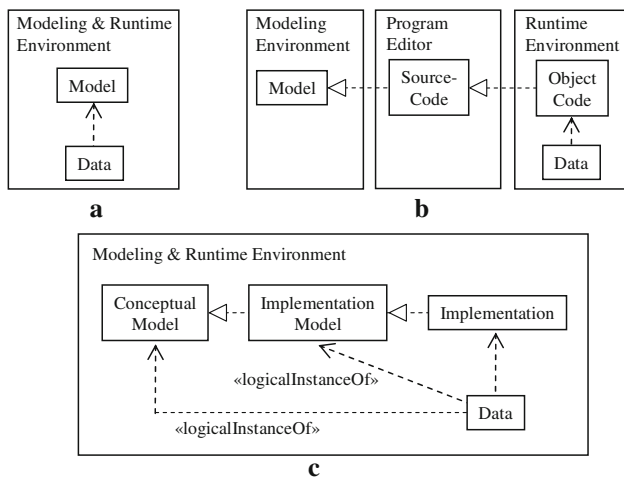 Modeling & Runtime
Environment
Model
Data
a
Modeling
Environment
Model
Program
Editor
Source-
Code
Runtime
Environment
Object
Code
Data
b
Modeling & Runtime Environment
Conceptual
Model
Implementation
Model
Implementation
«logicalInstanceOf»
Data
«logicalInstanceOf»
c